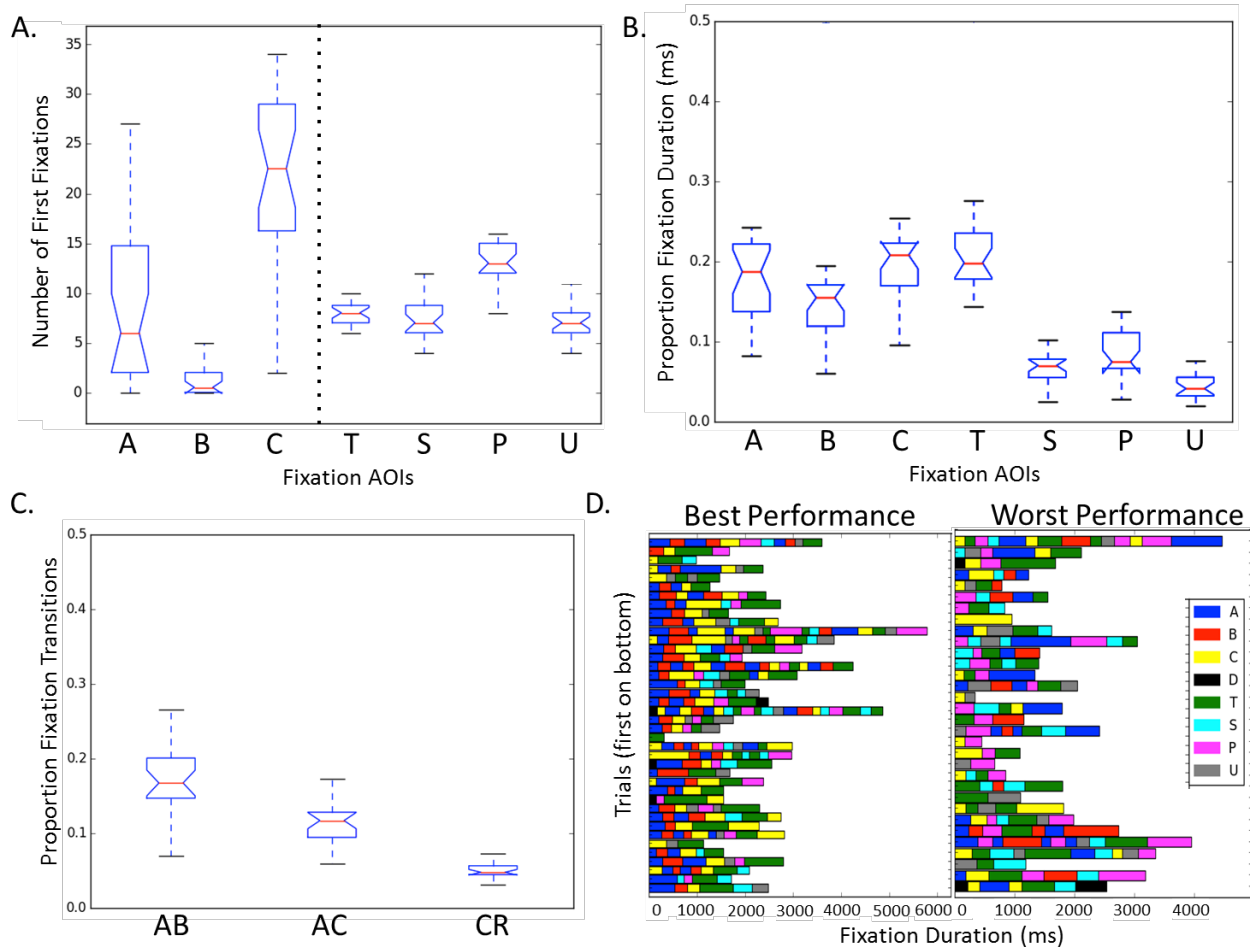 A.
Number of First Fixations
35
30
25
20
15
10
5
0
A B C T S P U
Fixation AOIs
B.
Proportion Fixation Duration (ms)
0.5
0.4
0.3
0.2
0.1
0.0
A B C T S P U
Fixation AOIs
C.
Proportion Fixation Transitions
0.5
0.4
0.3
0.2
0.1
0.0
AB AC CR
D.
Best Performance Worst Performance
Trials (first on bottom)
A
B
C
D
T
S
P
U
0 1000 2000 3000 4000 5000 6000 0 1000 2000 3000 4000
Fixation Duration (ms)